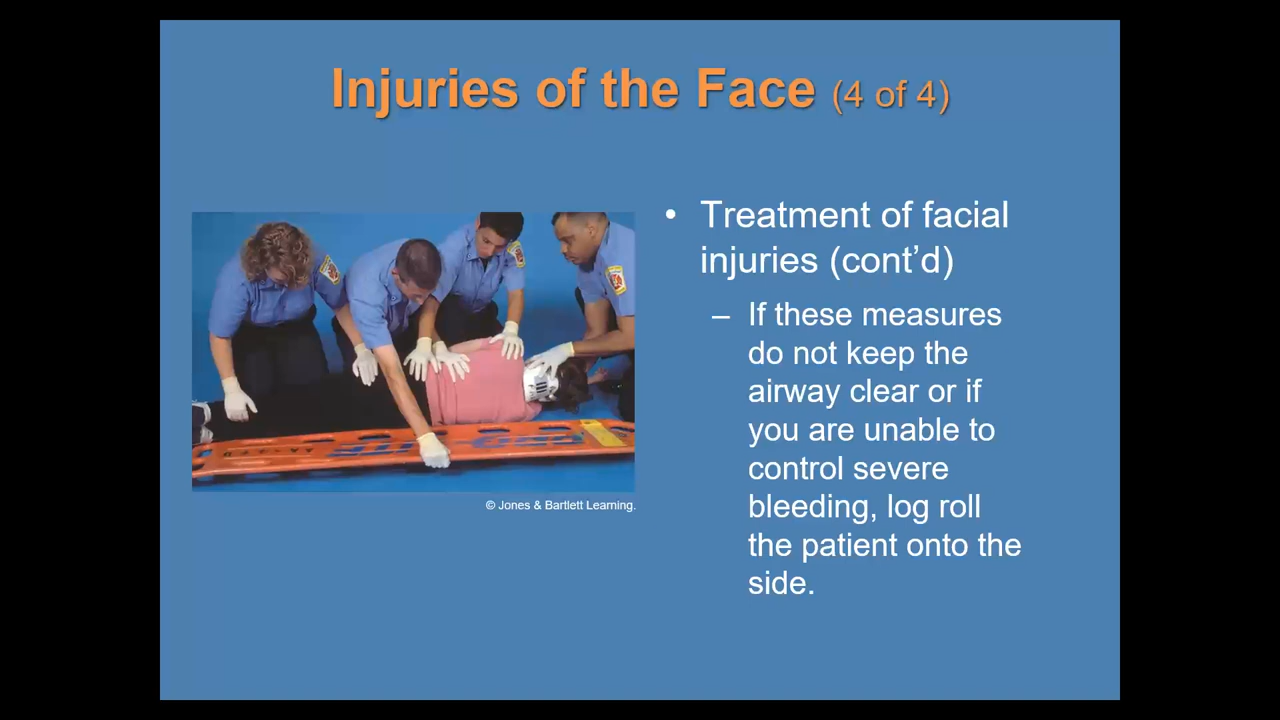 Injuries of the Face (4 of 4)
• Treatment of facial
injuries (cont’d)
– If these measures
do not keep the
airway clear or if
you are unable to
control severe
bleeding, log roll
the patient onto the
side.
© Jones & Bartlett Learning.